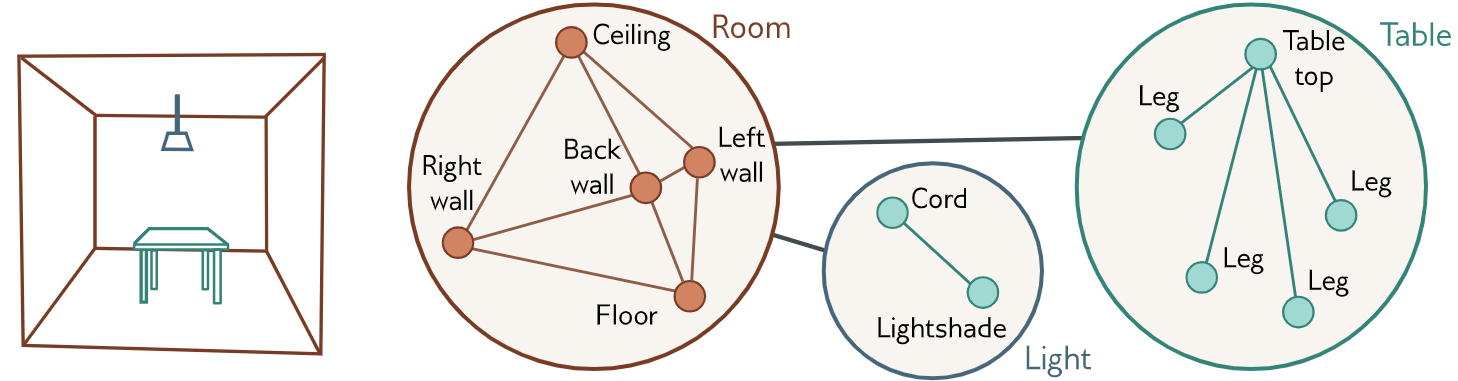 Room
Ceiling
Back
wall
Left
wall
Right
wall
Floor
Cord
Lightshade
Light
Table
Table
top
Leg
Leg
Leg
Leg